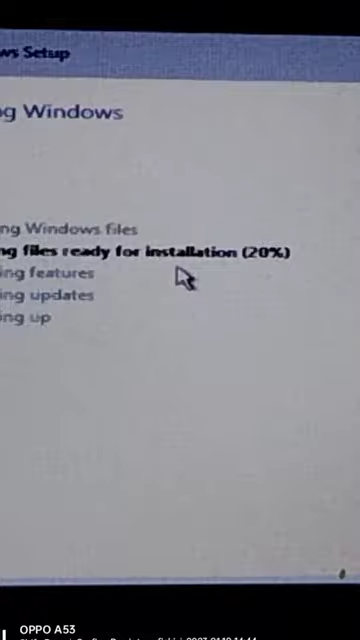 ws Setup
ng Windows
ng Windows files
ng files ready for installation (20%)
ing features
ing updates
ing up
OPPO A53